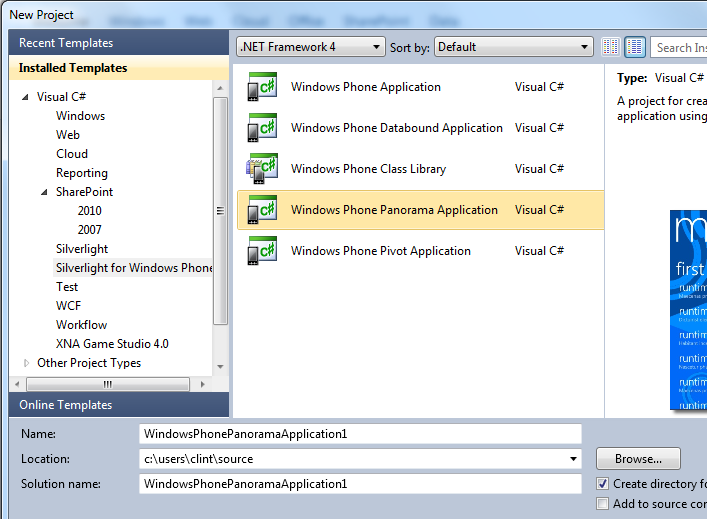 New Project
Recent Templates
Installed Templates
Visual C#
Windows
Web
Cloud
Reporting
SharePoint
2010
2007
Silverlight
Silverlight for Windows Phone
Test
WCF
Workflow
XNA Game Studio 4.0
Other Project Types
Online Templates
.NET Framework 4 Sort by: Default Search Ins
Windows Phone Application Visual C#
Windows Phone Databound Application Visual C#
Windows Phone Class Library Visual C#
Windows Phone Panorama Application Visual C#
Windows Phone Pivot Application Visual C#
Type: Visual C#
A project for crea
application using
m
first
runtim
runtim
runtim
runtim
runtim
runtim
Name: WindowsPhonePanoramaApplication1
Location: c:\users\clint\source Browse...
Solution name: WindowsPhonePanoramaApplication1 Create directory fo
Add to source con